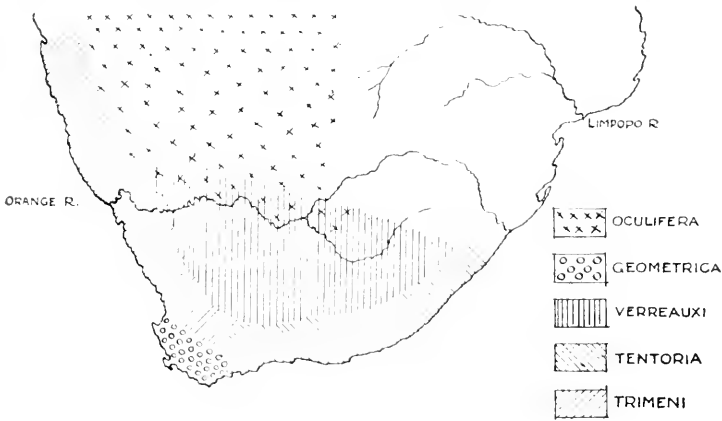 LIMPOPO R
ORANGE R.
OCULIFERA
GEOMETRICA
VERREAUXI
TENTORIA
TRIMENI